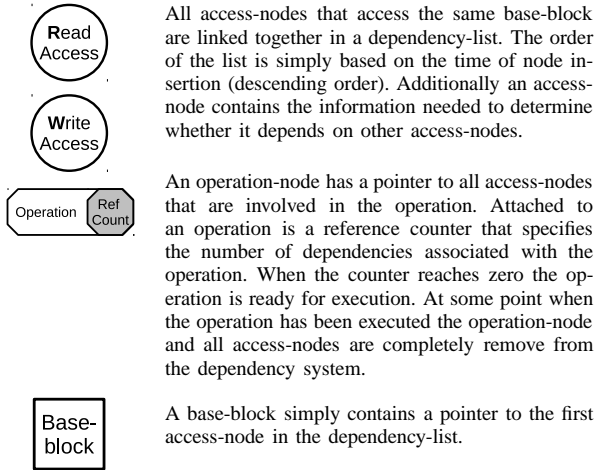 Read
Access
Write
Access
All access-nodes that access the same base-block
are linked together in a dependency-list. The order
of the list is simply based on the time of node in-
sertion (descending order). Additionally an access-
node contains the information needed to determine
whether it depends on other access-nodes.
Operation
Ref
Count
An operation-node has a pointer to all access-nodes
that are involved in the operation. Attached to
an operation is a reference counter that specifies
the number of dependencies associated with the
operation. When the counter reaches zero the op-
eration is ready for execution. At some point when
the operation has been executed the operation-node
and all access-nodes are completely remove from
the dependency system.
Base-
block
A base-block simply contains a pointer to the first
access-node in the dependency-list.